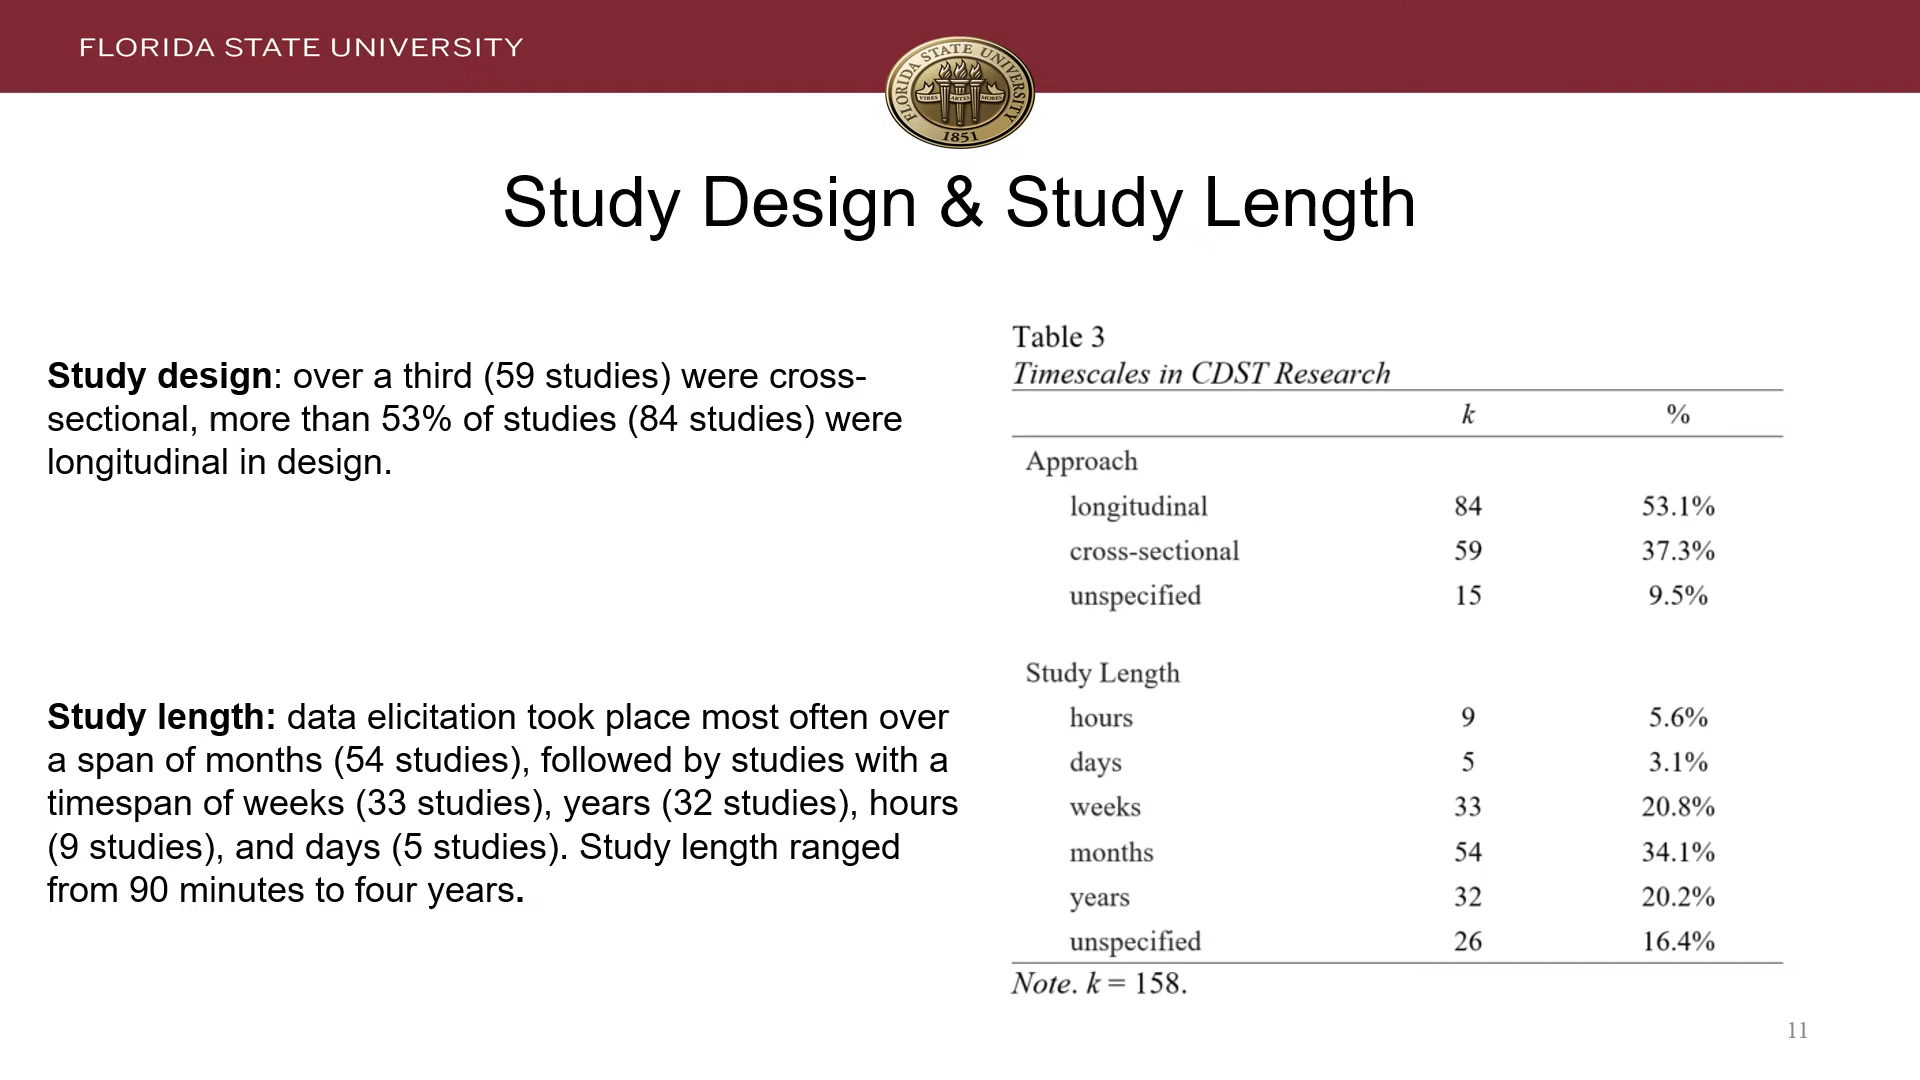 FLORIDA STATE UNIVERSITY
FLORIDA STATE UNIVERSITY
VIRES ARTES MORES
1851
Study Design & Study Length
Study design: over a third (59 studies) were cross-
sectional, more than 53% of studies (84 studies) were
longitudinal in design.
Study length: data elicitation took place most often over
a span of months (54 studies), followed by studies with a
timespan of weeks (33 studies), years (32 studies), hours
(9 studies), and days (5 studies). Study length ranged
from 90 minutes to four years.
Table 3
Timescales in CDST Research
k %
Approach
longitudinal 84 53.1%
cross-sectional 59 37.3%
unspecified 15 9.5%
Study Length
hours 9 5.6%
days 5 3.1%
weeks 33 20.8%
months 54 34.1%
years 32 20.2%
unspecified 26 16.4%
Note. k = 158.
11